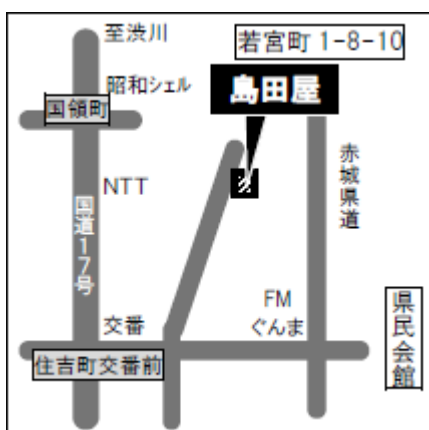 至渋川
若宮町 1-8-10
昭和シェル
島田屋
国領町
赤城県道
NTT
国道17号
FM
ぐんま
交番
県民会館
住吉町交番前